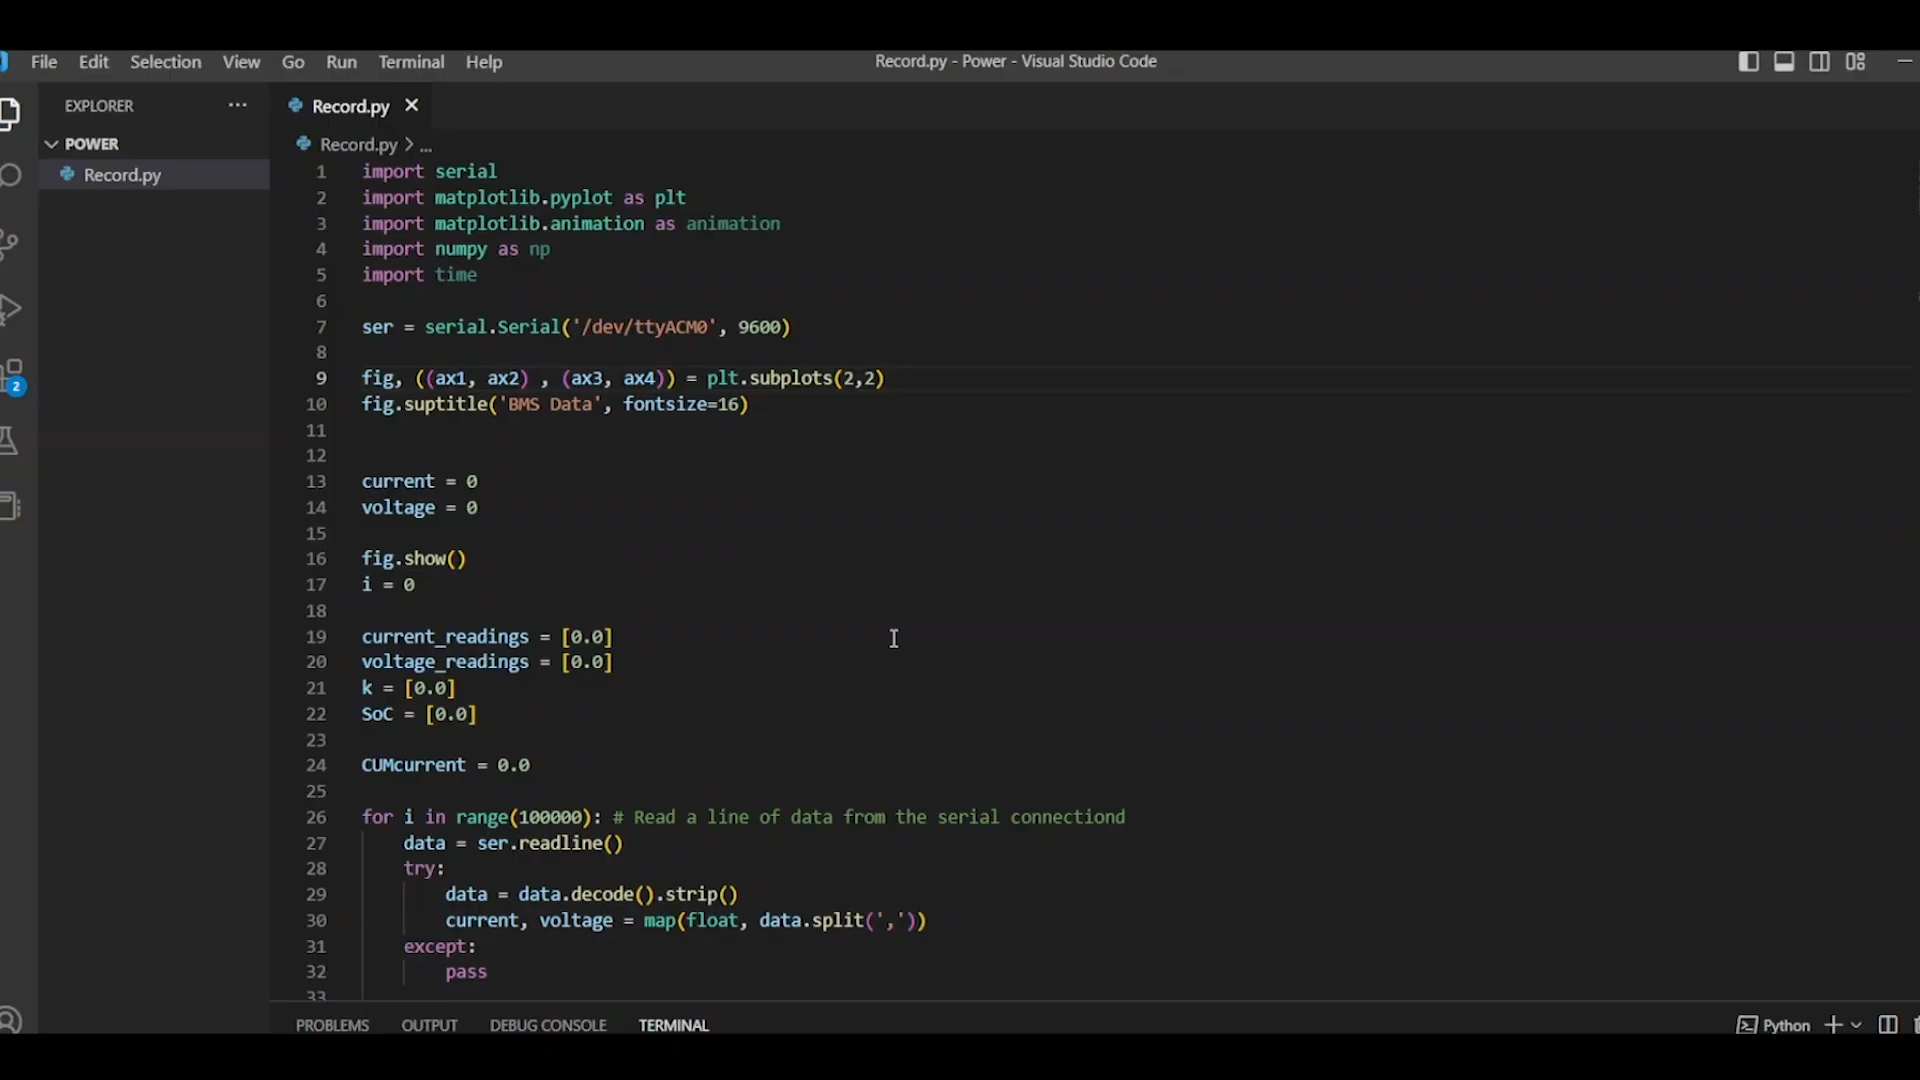 File Edit Selection View Go Run Terminal Help
Record.py - Power - Visual Studio Code
EXPLORER ...
POWER
Record.py
2
Record.py
Record.py > ...
1 import serial
2 import matplotlib.pyplot as plt
3 import matplotlib.animation as animation
4 import numpy as np
5 import time
6
7 ser = serial.Serial('/dev/ttyACM0', 9600)
8
9 fig, ((ax1, ax2) , (ax3, ax4)) = plt.subplots(2,2)
10 fig.suptitle('BMS Data', fontsize=16)
11
12
13 current = 0
14 voltage = 0
15
16 fig.show()
17 i = 0
18
19 current_readings = [0.0]
20 voltage_readings = [0.0]
21 k = [0.0]
22 SoC = [0.0]
23
24 CUMcurrent = 0.0
25
26 for i in range(100000): # Read a line of data from the serial connectiond
27     data = ser.readline()
28     try:
29         data = data.decode().strip()
30         current, voltage = map(float, data.split(','))
31     except:
32         pass
33
PROBLEMS OUTPUT DEBUG CONSOLE TERMINAL
Python